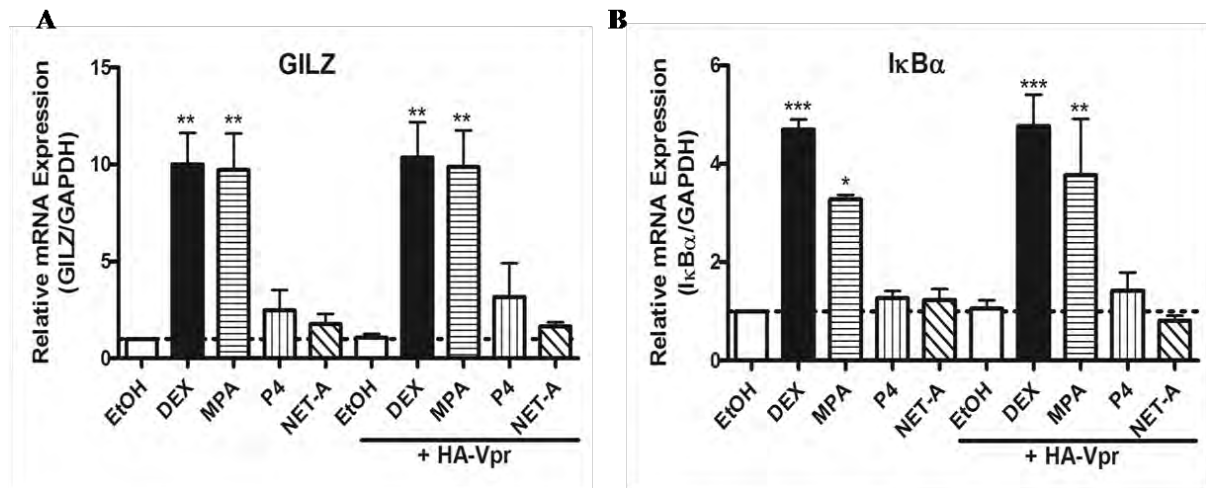 A
GILZ
Relative mRNA Expression
(GILZ/GAPDH)
15
10
5
0
** ** ** **
EtOH DEX MPA P4 NET-A EtOH DEX MPA P4 NET-A
+ HA-Vpr
B
IκBα
Relative mRNA Expression
(IκBα/GAPDH)
6
4
2
0
*** * *** **
EtOH DEX MPA P4 NET-A EtOH DEX MPA P4 NET-A
+ HA-Vpr